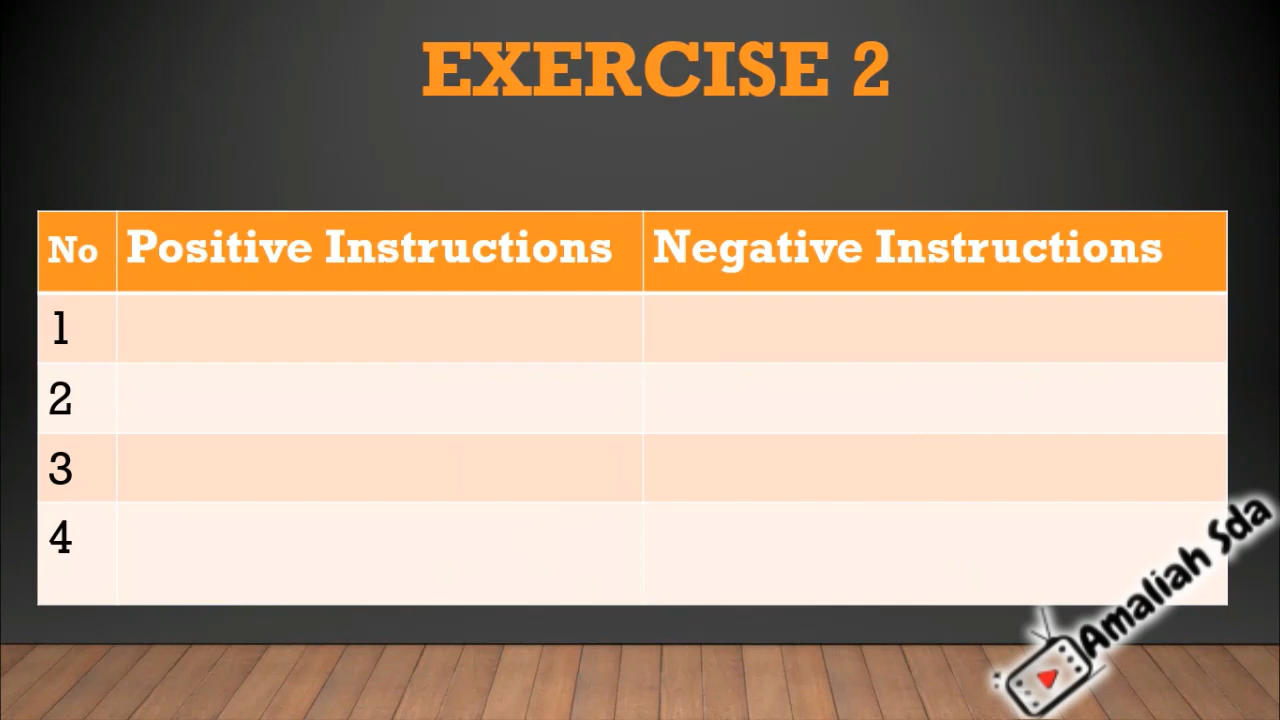 EXERCISE 2
No Positive Instructions Negative Instructions
1
2
3
4
Amaliah Sda